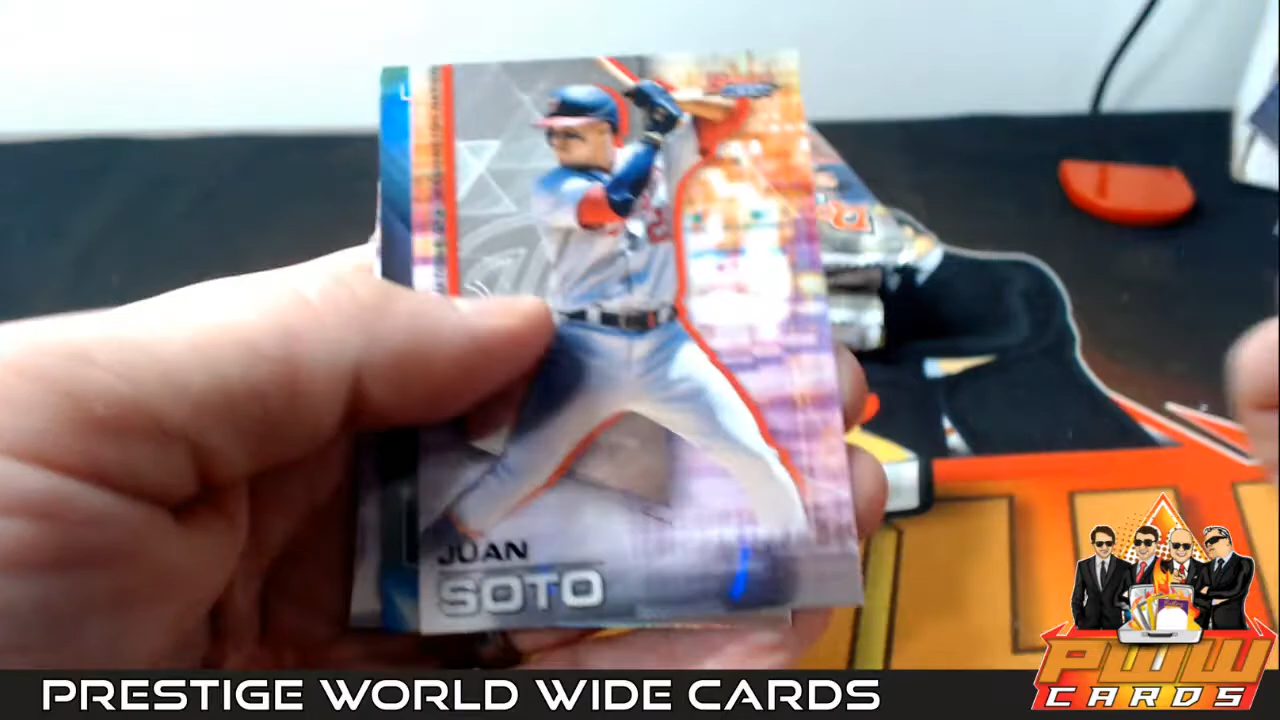 JUAN
SOTO
PRESTIGE WORLD WIDE CARDS
PWW
CARDS